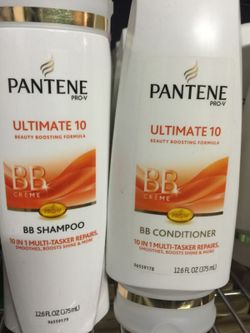 PANTENE
PRO-V
ULTIMATE 10
BEAUTY BOOSTING FORMULA
BB
CRÈME
BB SHAMPOO
10 IN 1 MULTI-TASKER REPAIRS,
SMOOTHES, BOOSTS SHINE & MORE
12.6 FL OZ (375 mL)
96559178
PANTENE
PRO-V
ULTIMATE 10
BEAUTY BOOSTING FORMULA
BB
CRÈME
BB CONDITIONER
10 IN 1 MULTI-TASKER REPAIRS,
SMOOTHES, BOOSTS SHINE & MORE
12.6 FL OZ (375 mL)
96559178